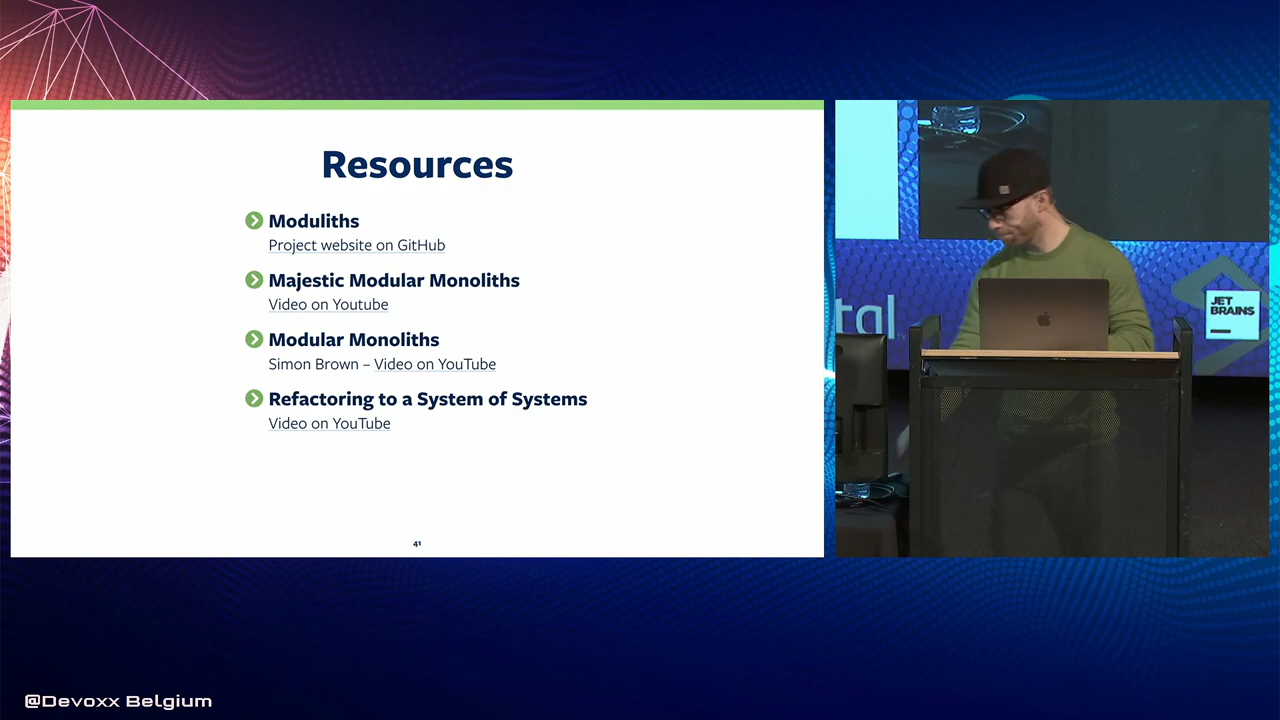 Resources
Moduliths
Project website on GitHub
Majestic Modular Monoliths
Video on Youtube
Modular Monoliths
Simon Brown – Video on YouTube
Refactoring to a System of Systems
Video on YouTube
41
tal
JET
BRAINS
@Devoxx Belgium